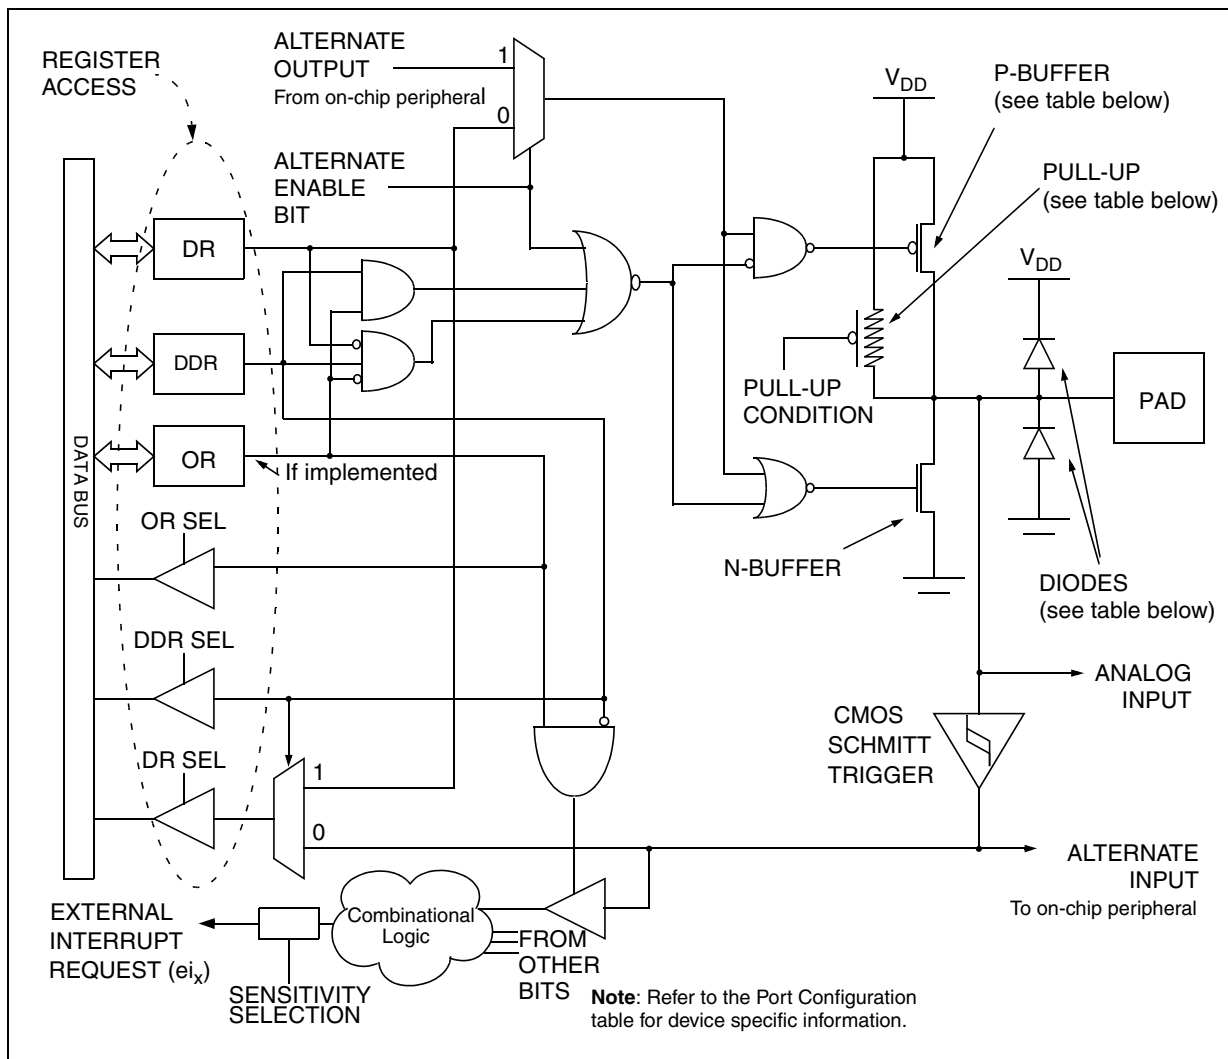 REGISTER
ACCESS
ALTERNATE
OUTPUT
From on-chip peripheral
1
0
ALTERNATE
ENABLE
BIT
VDD
P-BUFFER
(see table below)
PULL-UP
(see table below)
VDD
DR
DDR
OR
If implemented
DATA BUS
PULL-UP
CONDITION
PAD
N-BUFFER
DIODES
(see table below)
OR SEL
DDR SEL
DR SEL
1
0
ANALOG
INPUT
CMOS
SCHMITT
TRIGGER
ALTERNATE
INPUT
To on-chip peripheral
EXTERNAL
INTERRUPT
REQUEST (eix)
Combinational
Logic
FROM
OTHER
BITS
SENSITIVITY
SELECTION
Note: Refer to the Port Configuration
table for device specific information.